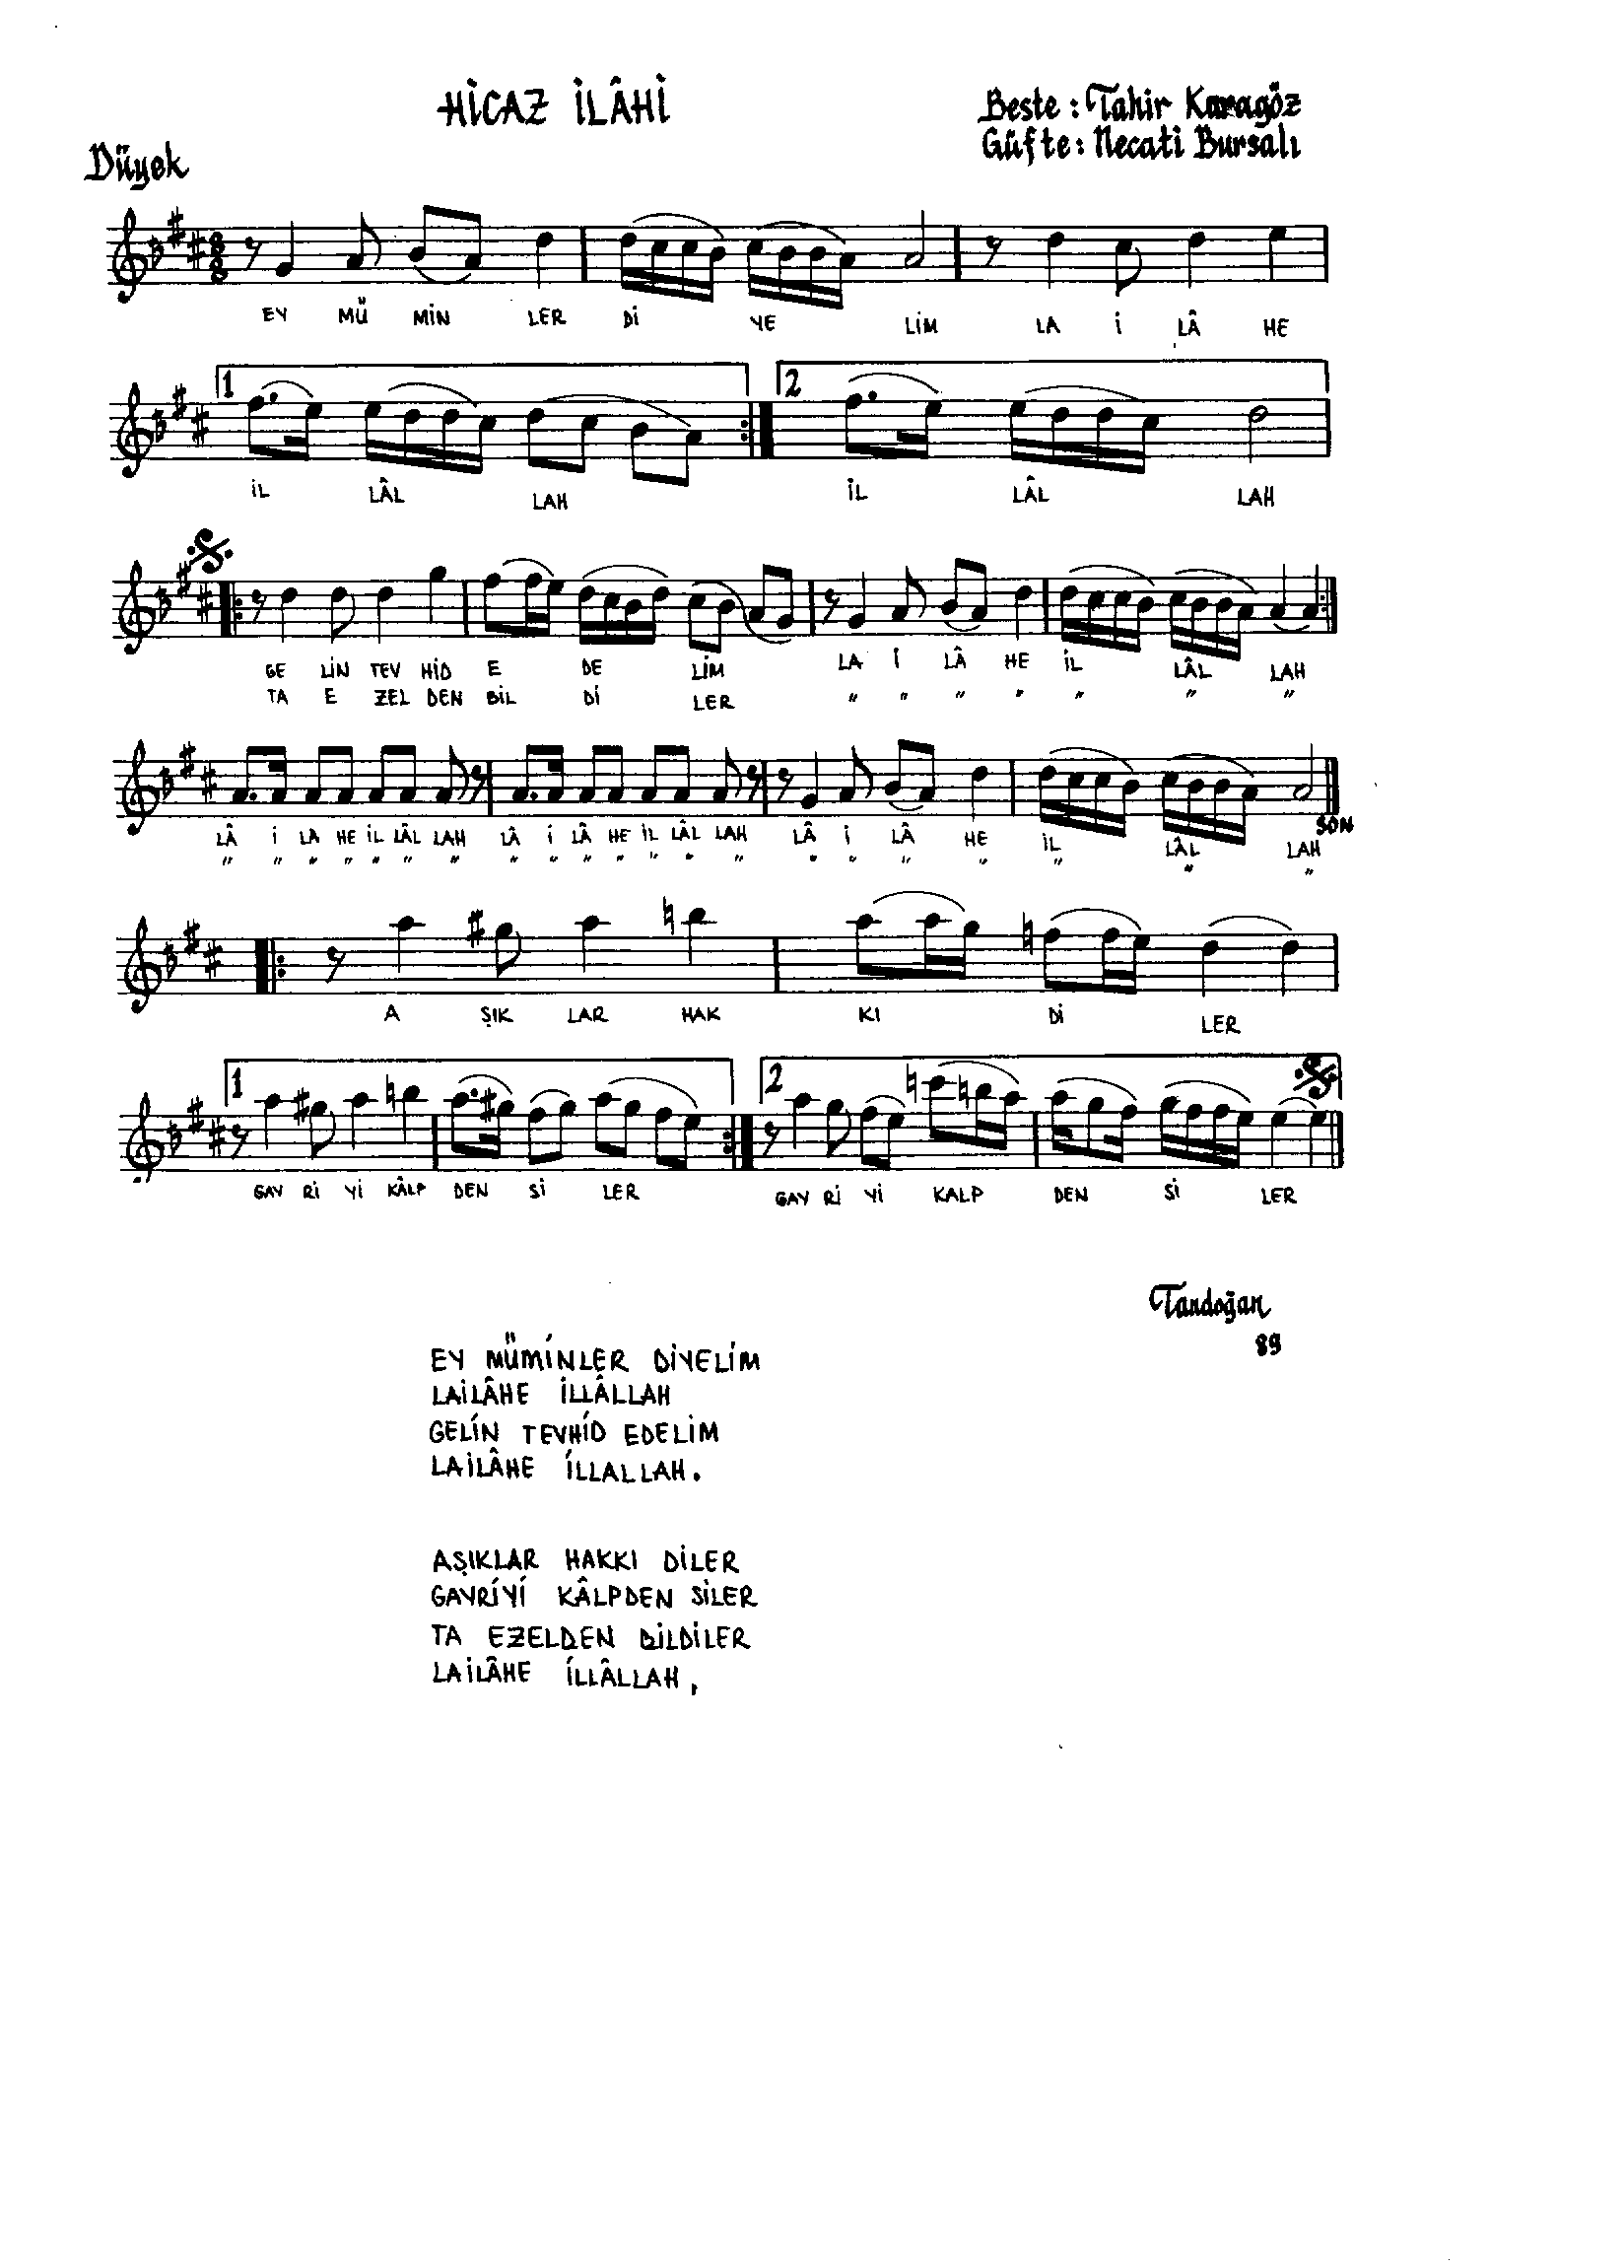 HİCAZ İLÂHİ
Beste : Tahir Karagöz
Güfte : Necati Bursalı
Düyek
8
8
EY MÜ MİN LER Dİ YE LİM LA İ LÂ HE
1 2
İL LÂL LAH İL LÂL LAH
GE LİN TEV HİD E DE LİM LA İ LÂ HE İL LÂL LAH
TA E ZEL DEN BİL Dİ LER " " " " " " "
LÂ İ LA HE İL LÂL LAH LÂ İ LÂ HE İL LÂL LAH LÂ İ LÂ HE İL LÂL LAH SON
" " " " " " " " " " " " " " " " " " " " "
A ŞIK LAR HAK KI Dİ LER
1 2
GAY Rİ Yİ KÂLP DEN Sİ LER GAY Rİ Yİ KALP DEN Sİ LER
Tandoğan
89
EY MÜMİNLER DİYELİM
LAİLÂHE İLLÂLLAH
GELİN TEVHİD EDELİM
LAİLÂHE İLLALLAH.
AŞIKLAR HAKKI DİLER
GAYRİYİ KÂLPDEN SİLER
TA EZELDEN BİLDİLER
LAİLÂHE İLLÂLLAH,